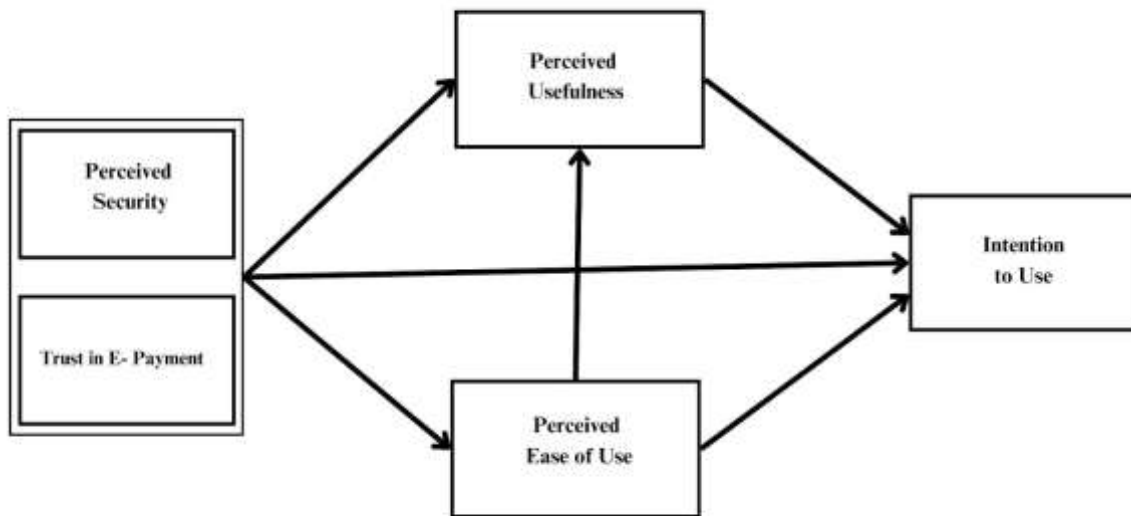 Perceived
Usefulness
Perceived
Security
Trust in E- Payment
Intention
to Use
Perceived
Ease of Use